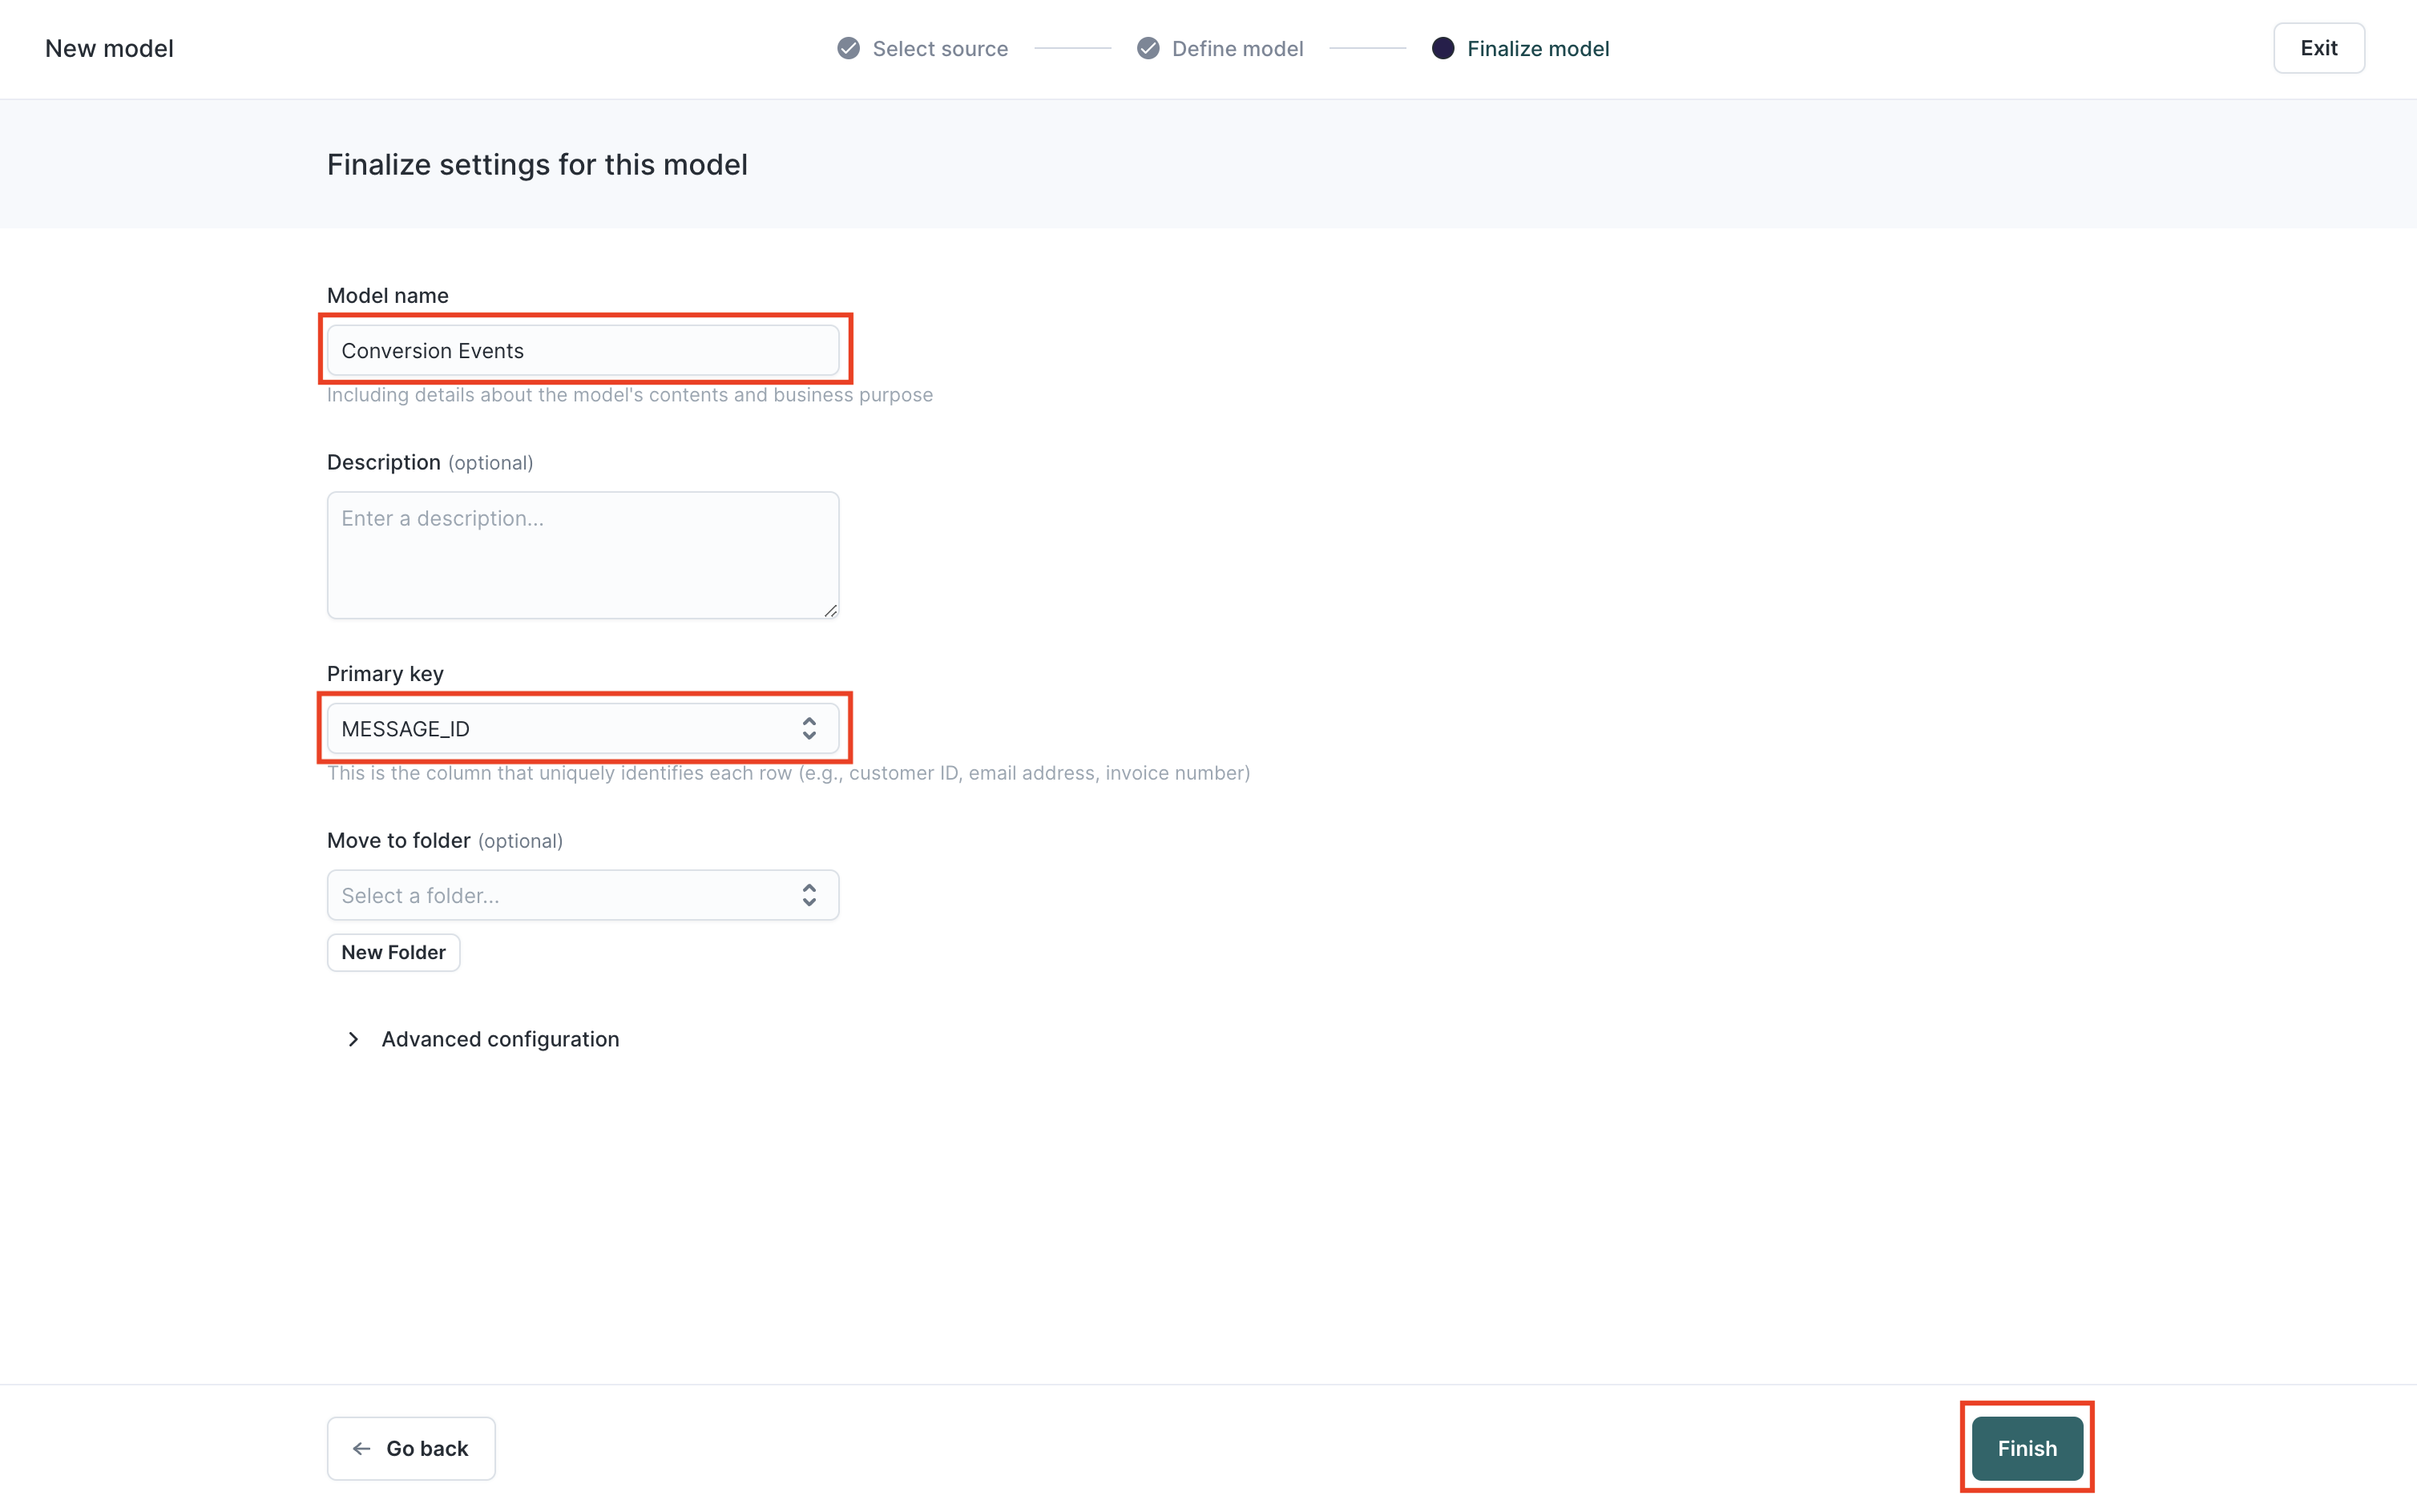 New model
Select source
Define model
Finalize model
Exit
Finalize settings for this model
Model name
Conversion Events
Including details about the model's contents and business purpose
Description (optional)
Enter a description...
Primary key
MESSAGE_ID
This is the column that uniquely identifies each row (e.g., customer ID, email address, invoice number)
Move to folder (optional)
Select a folder...
New Folder
Advanced configuration
Go back
Finish